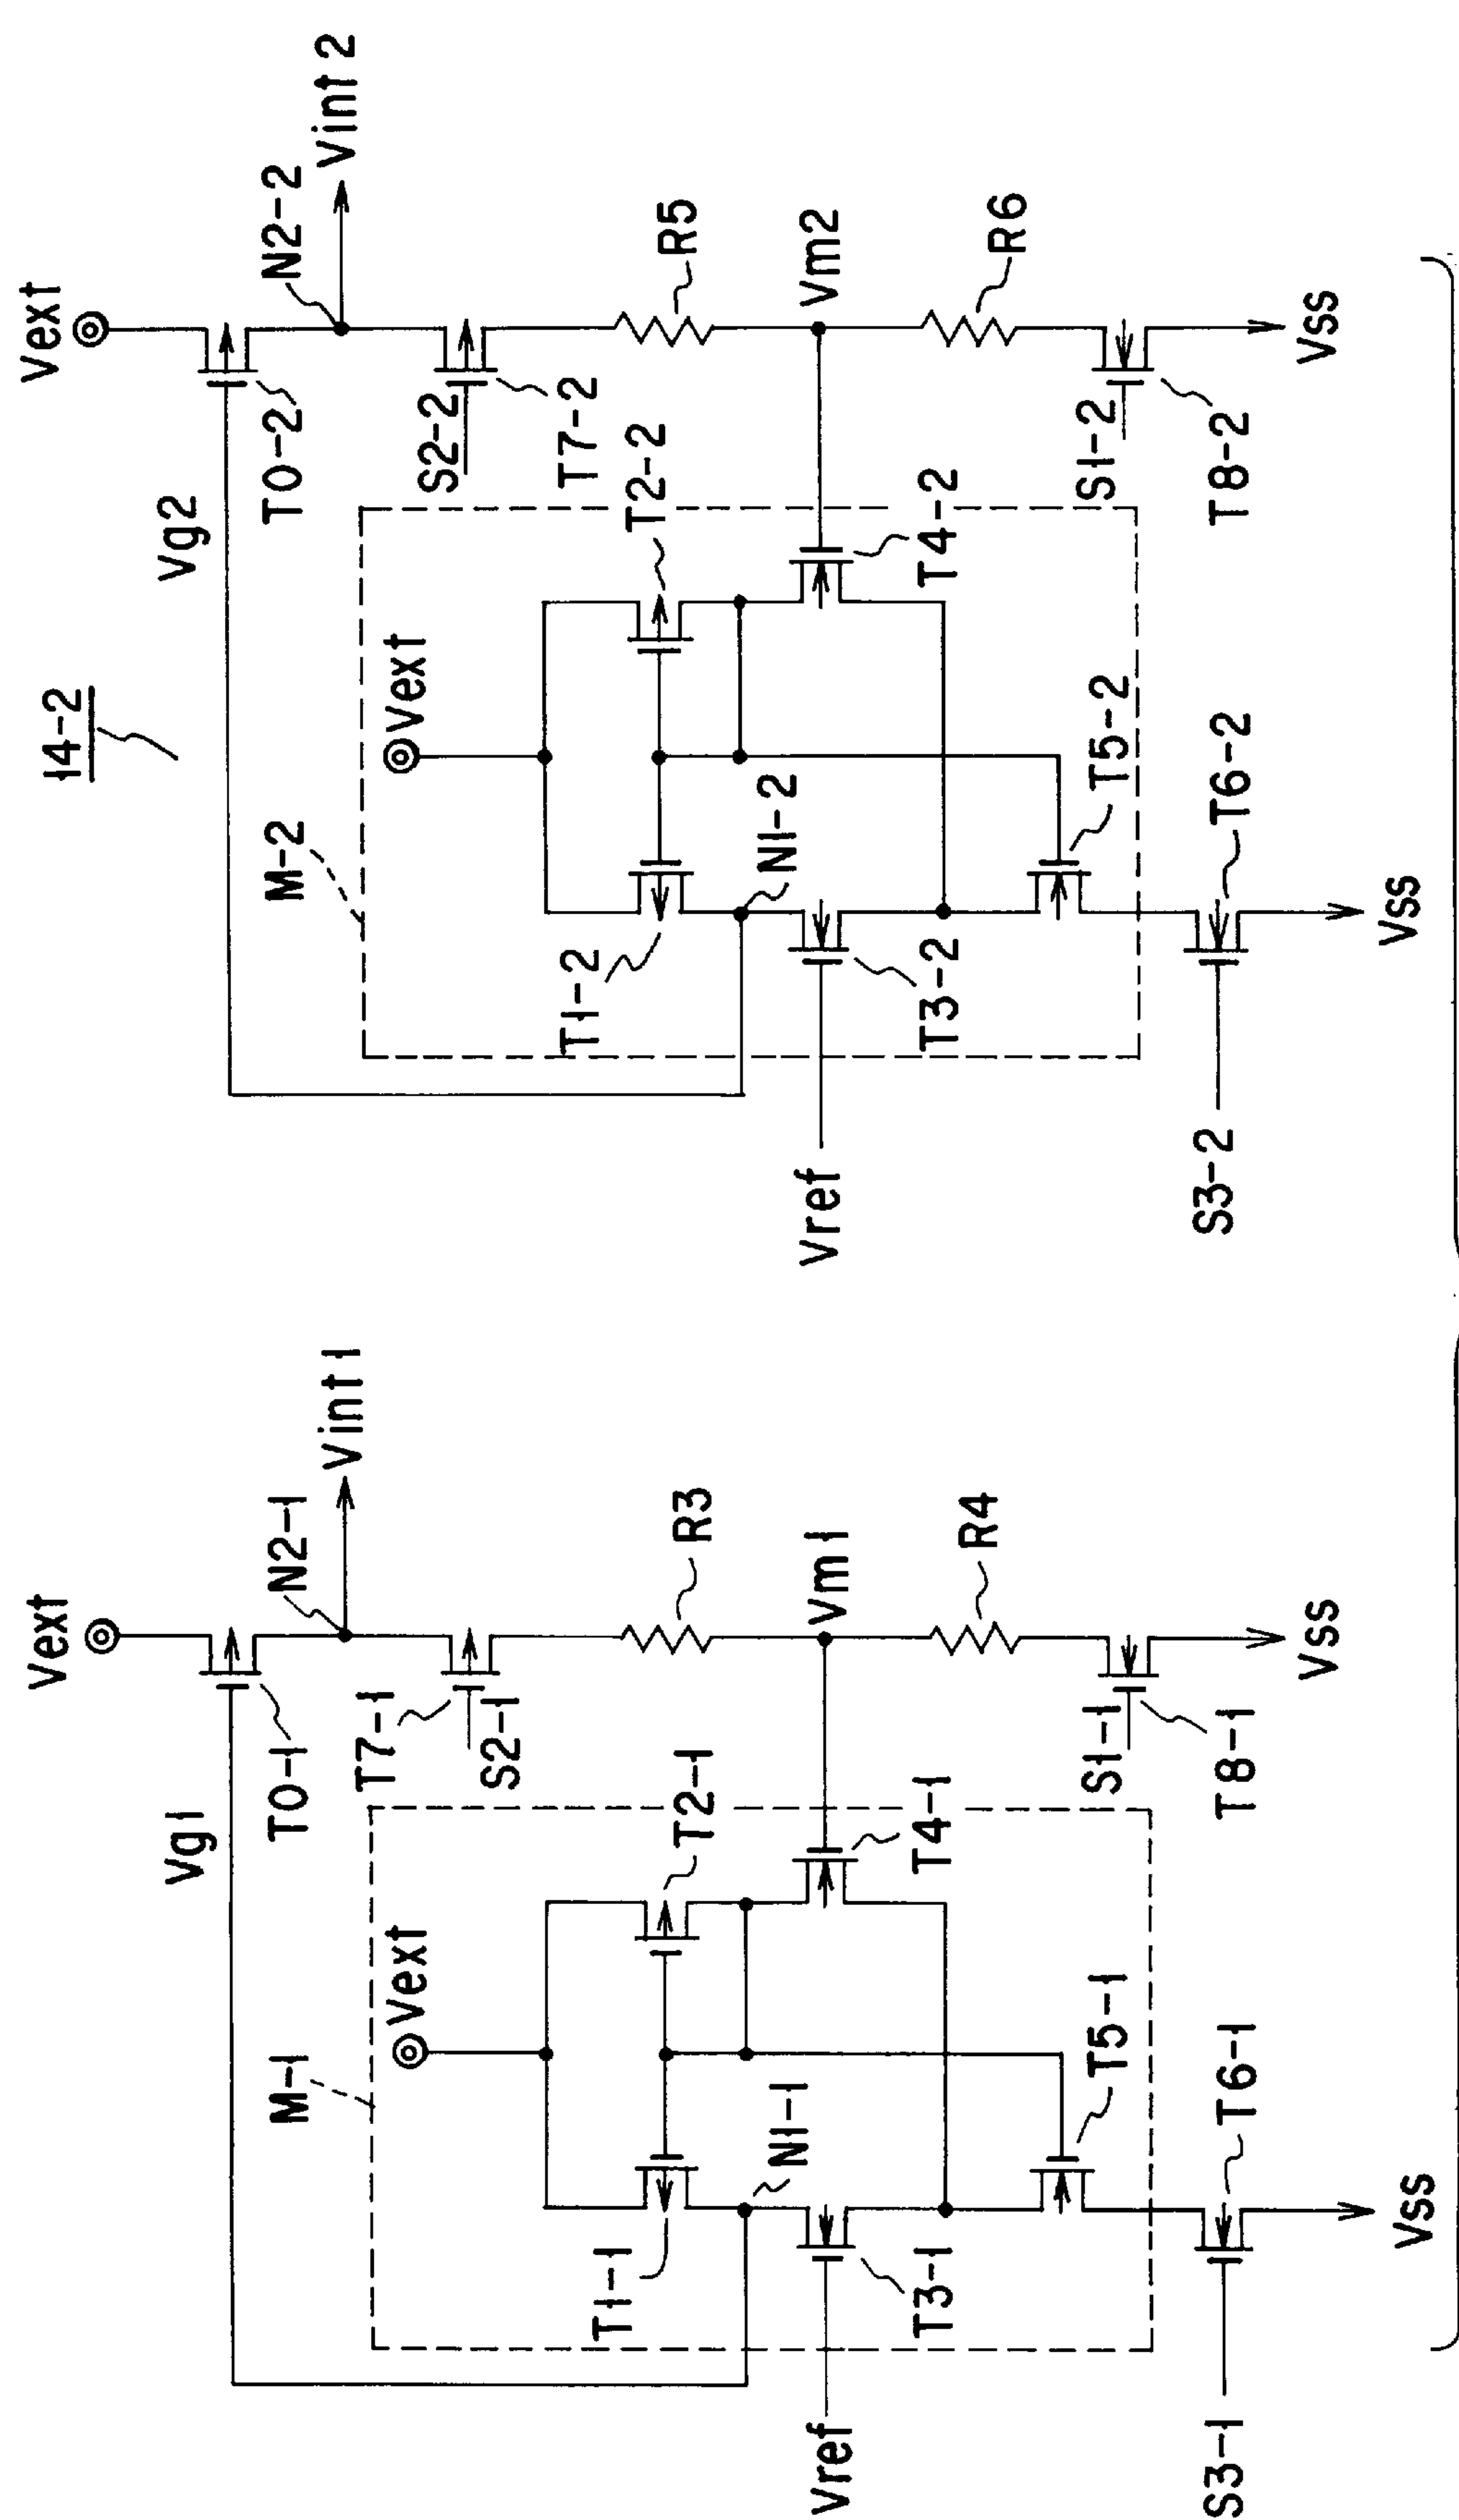 14-2
Vext
N2-2
Vint2
Vg2
T0-2
S2-2
T7-2
R5
Vm2
R6
S1-2
T8-2
Vss
M-2
Vext
T2-2
T1-2
N1-2
T4-2
T3-2
T5-2
Vref
T6-2
S3-2
Vss
Vext
N2-1
Vint1
Vg1
T0-1
T7-1
S2-1
R3
Vm1
R4
S1-1
T8-1
Vss
M-1
Vext
T2-1
T1-1
N1-1
T4-1
T3-1
T5-1
Vref
T6-1
S3-1
Vss